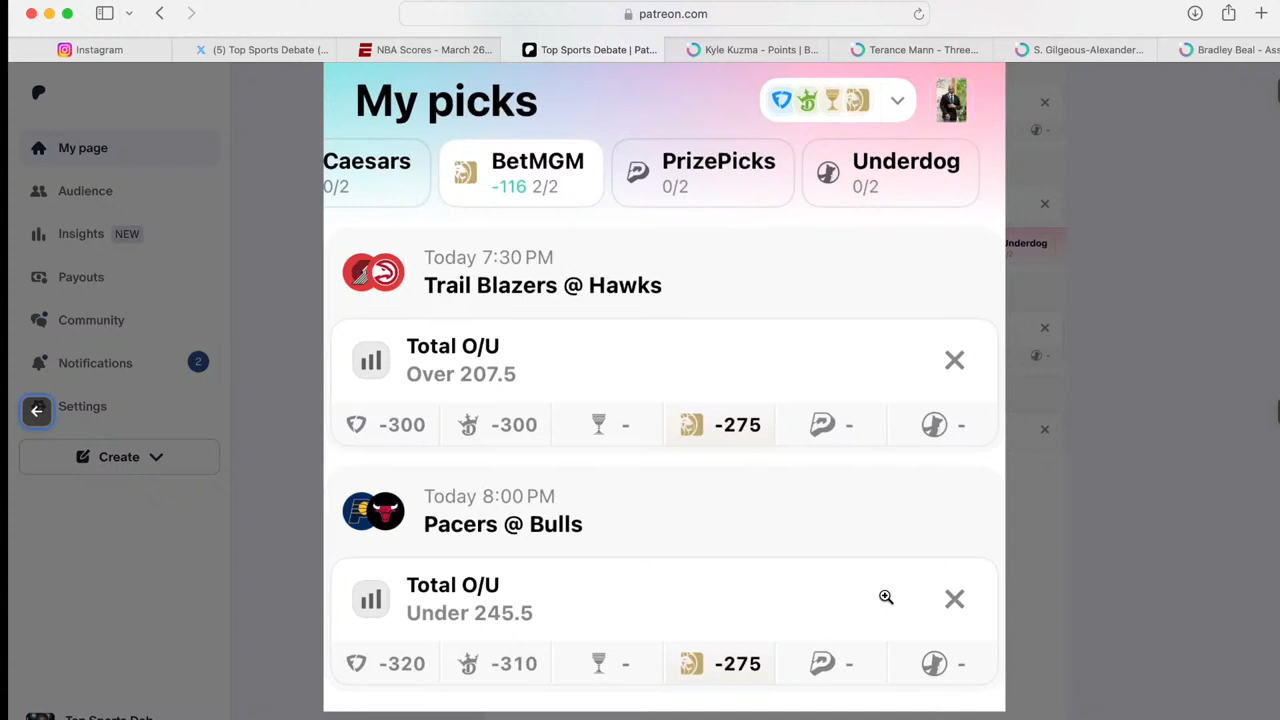 patreon.com
Instagram
(5) Top Sports Debate (...
NBA Scores - March 26...
Top Sports Debate | Pat...
Kyle Kuzma - Points | B...
Terance Mann - Three...
S. Gilgeous-Alexander...
Bradley Beal - As
My page
Audience
Insights NEW
Payouts
Community
Notifications 2
Settings
Create
My picks
Caesars
0/2
BetMGM
-116 2/2
PrizePicks
0/2
Underdog
0/2
Today 7:30 PM
Trail Blazers @ Hawks
Total O/U
Over 207.5
-300 -300 - -275 - -
Today 8:00 PM
Pacers @ Bulls
Total O/U
Under 245.5
-320 -310 - -275 - -